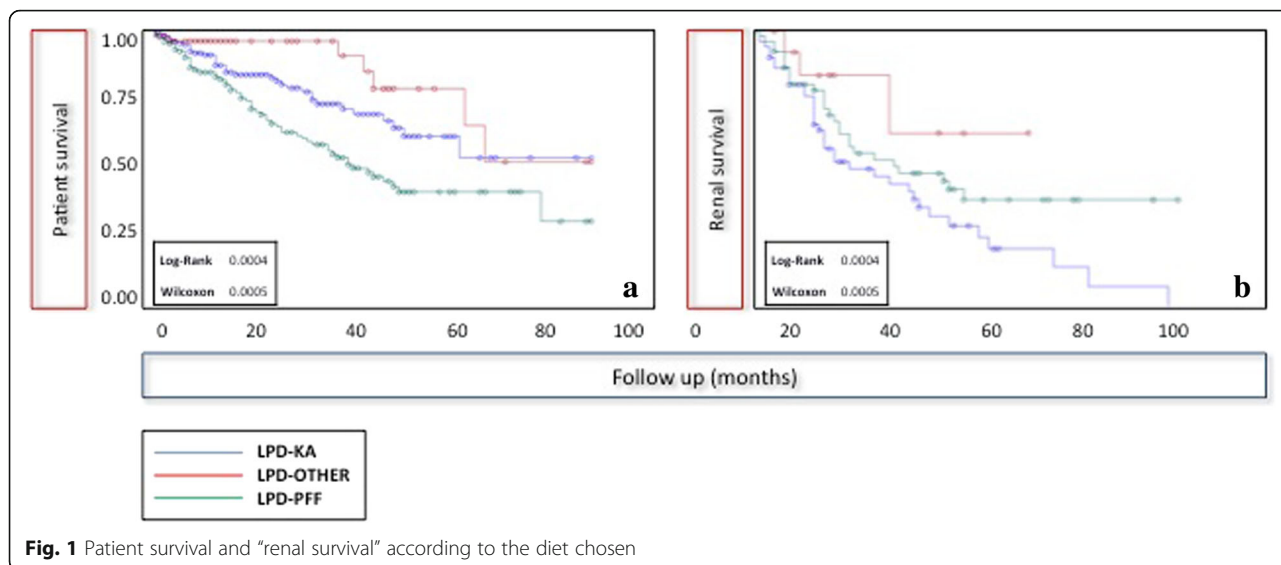 Patient survival
1.00
0.75
0.50
0.25
0.00
Log-Rank 0.0004
Wilcoxon 0.0005
a
0 20 40 60 80 100
Renal survival
Log-Rank 0.0004
Wilcoxon 0.0005
b
0 20 40 60 80 100
Follow up (months)
LPD-KA
LPD-OTHER
LPD-PFF
Fig. 1 Patient survival and “renal survival” according to the diet chosen